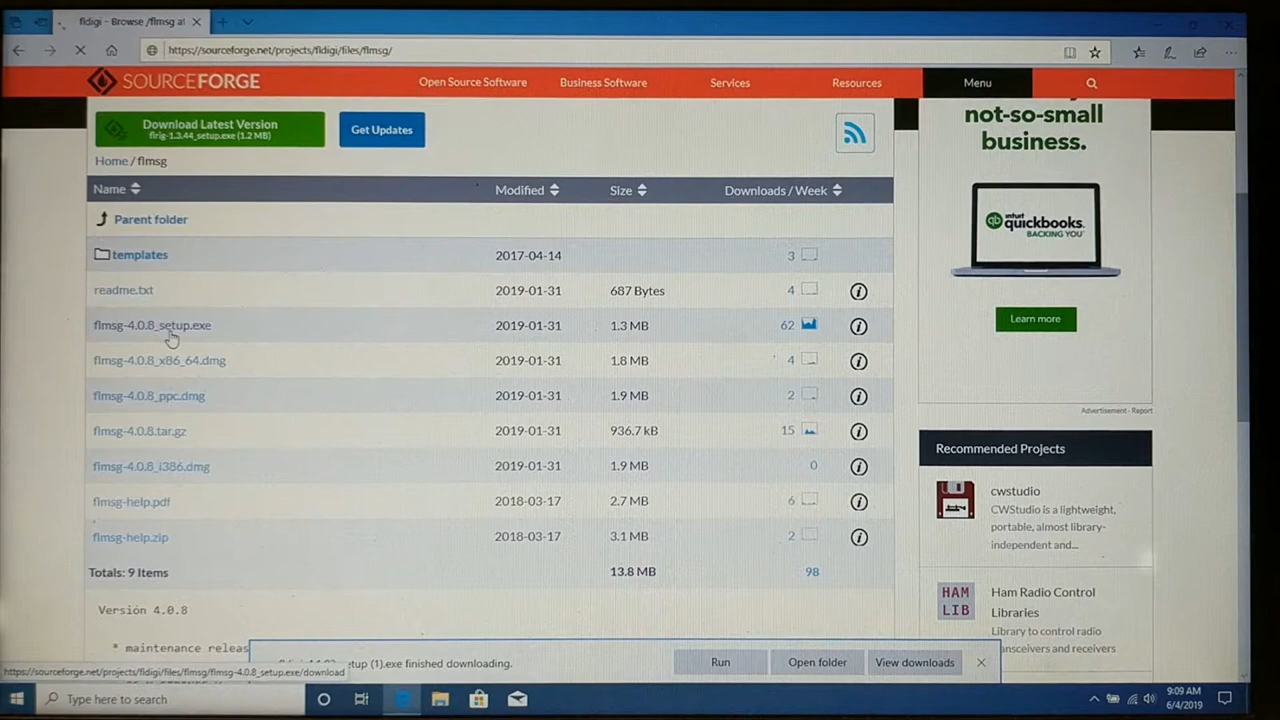 fldigi - Browse /flmsg at
https://sourceforge.net/projects/fldigi/files/flmsg/
SOURCEFORGE
Open Source Software
Business Software
Services
Resources
Menu
Download Latest Version
flrig-1.3.44_setup.exe (1.2 MB)
Get Updates
Home / flmsg
Name
Modified
Size
Downloads / Week
Parent folder
templates 2017-04-14 3
readme.txt 2019-01-31 687 Bytes 4
flmsg-4.0.8_setup.exe 2019-01-31 1.3 MB 62
flmsg-4.0.8_x86_64.dmg 2019-01-31 1.8 MB 4
flmsg-4.0.8_ppc.dmg 2019-01-31 1.9 MB 2
flmsg-4.0.8.tar.gz 2019-01-31 936.7 kB 15
flmsg-4.0.8_i386.dmg 2019-01-31 1.9 MB 0
flmsg-help.pdf 2018-03-17 2.7 MB 6
flmsg-help.zip 2018-03-17 3.1 MB 2
Totals: 9 Items 13.8 MB 98
Version 4.0.8
* maintenance releas
not-so-small
business.
intuit
quickbooks.
BACKING YOU
Learn more
Advertisement - Report
Recommended Projects
cwstudio
CWStudio is a lightweight,
portable, almost library-
independent and...
HAM
LIB
Ham Radio Control
Libraries
Library to control radio
transceivers and receivers
setup (1).exe finished downloading.
Run
Open folder
View downloads
https://sourceforge.net/projects/fldigi/files/flmsg/flmsg-4.0.8_setup.exe/download
Type here to search
9:09 AM
6/4/2019